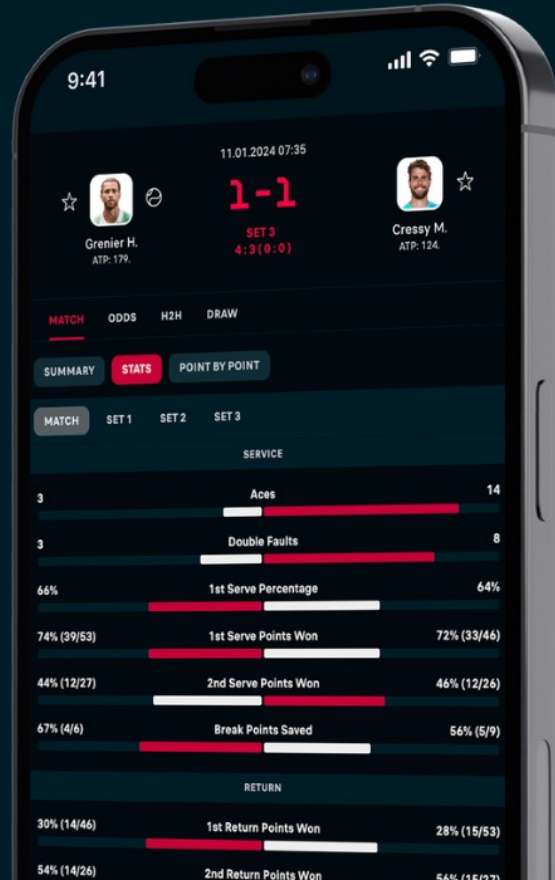 9:41
11.01.2024 07:35
1-1
SET 3
4:3(0:0)
Grenier H.
ATP: 179.
Cressy M.
ATP: 124.
MATCH ODDS H2H DRAW
SUMMARY STATS POINT BY POINT
MATCH SET 1 SET 2 SET 3
SERVICE
3 Aces 14
3 Double Faults 8
66% 1st Serve Percentage 64%
74% (39/53) 1st Serve Points Won 72% (33/46)
44% (12/27) 2nd Serve Points Won 46% (12/26)
67% (4/6) Break Points Saved 56% (5/9)
RETURN
30% (14/46) 1st Return Points Won 28% (15/53)
54% (14/26) 2nd Return Points Won 56% (15/27)